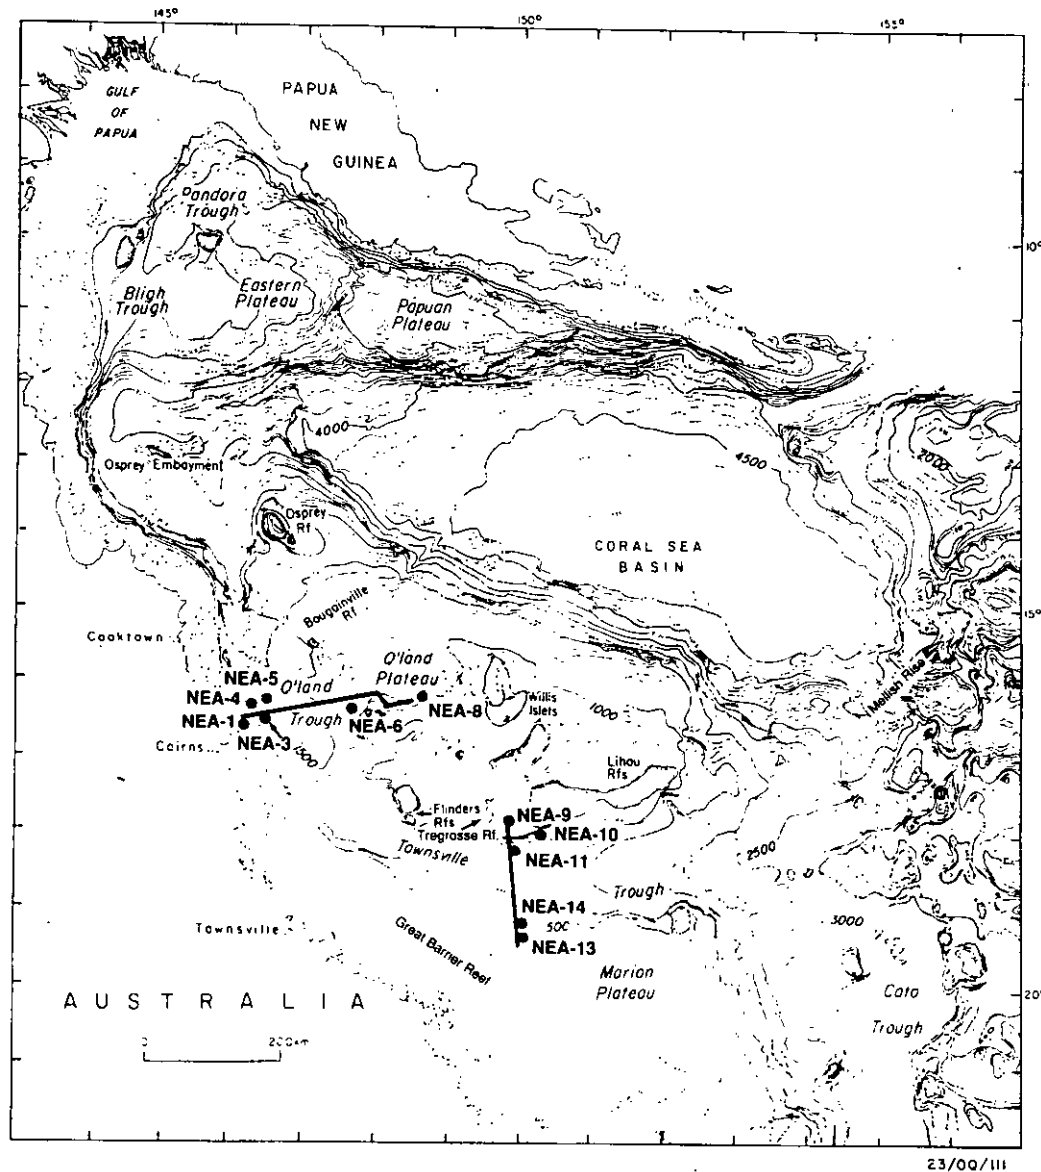 145°
150°
155°
GULF
OF
PAPUA
PAPUA
NEW
GUINEA
Pandora
Trough
10°
Bligh
Trough
Eastern
Plateau
Papuan
Plateau
4000
4500
2000
Osprey Embayment
Osprey
Rf
CORAL SEA
BASIN
Bougainville
Rf
15°
Cooktown
Q'land
Plateau
Mellish Rise
NEA-5
NEA-4
Q'land
Trough
NEA-1
NEA-6
NEA-8
Willis
Islets
1000
Cairns
NEA-3
1500
Lihou
Rfs
Flinders
Rfs
Tregrosse Rf.
NEA-9
NEA-10
NEA-11
Townsville
2500
Trough
NEA-14
500
3000
Townsville
Great Barrier Reef
NEA-13
Marion
Plateau
Cato
Trough
20°
AUSTRALIA
0
200km
23/OQ/111